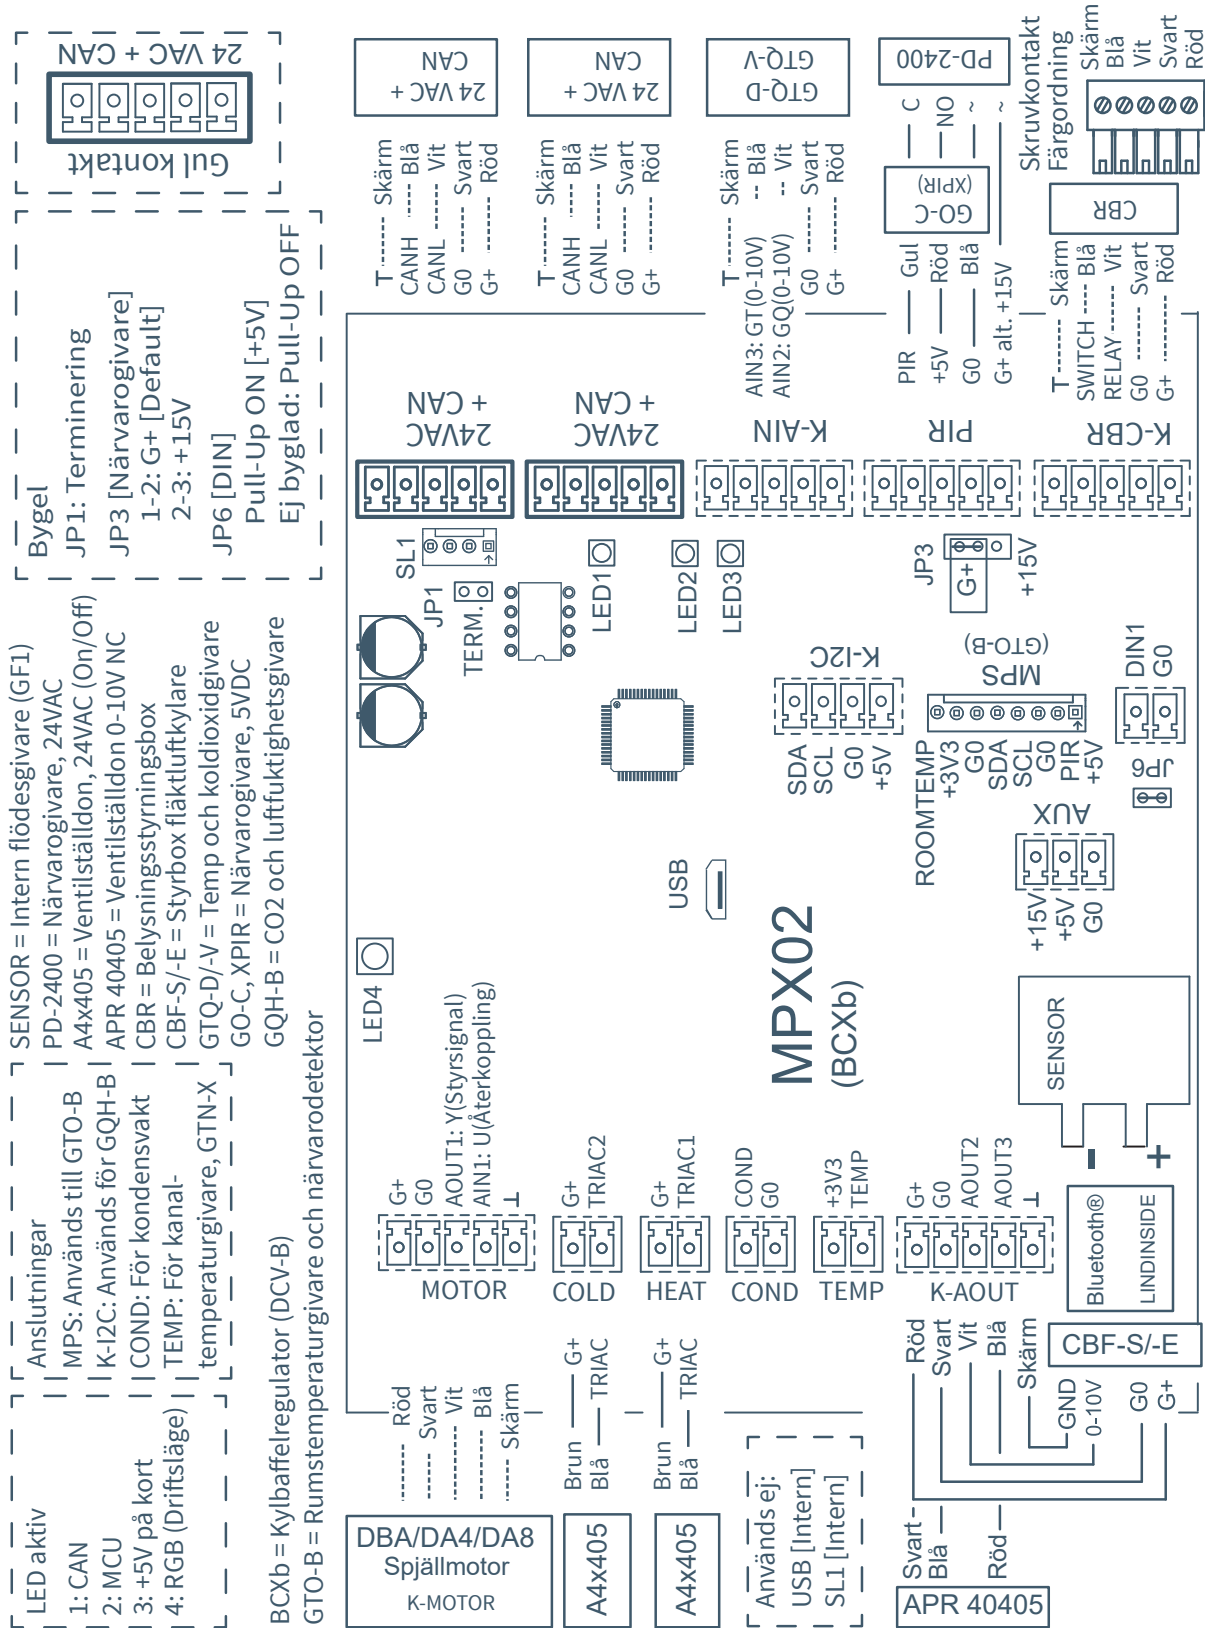 LED aktiv
1: CAN
2: MCU
3: +5V på kort
4: RGB (Driftsläge)
Anslutningar
MPS: Används till GTO-B
K-I2C: Används för GQH-B
COND: För kondensvakt
TEMP: För kanal-
temperaturgivare, GTN-X
BCXb = Kylbaffelregulator (DCV-B)
GTO-B = Rumstemperaturgivare och närvarodetektor
SENSOR = Intern flödesgivare (GF1)
PD-2400 = Närvarogivare, 24VAC
A4x405 = Ventilställdon, 24VAC (On/Off)
APR 40405 = Ventilställdon 0-10V NC
CBR = Belysningsstyrningsbox
CBF-S/-E = Styrbox fläktluftkylare
GTQ-D/-V = Temp och koldioxidgivare
GO-C, XPIR = Närvarogivare, 5VDC
GQH-B = CO2 och luftfuktighetsgivare
Bygel
JP1: Terminering
JP3 [Närvarogivare]
1-2: G+ [Default]
2-3: +15V
JP6 [DIN]
Pull-Up ON [+5V]
Ej byglad: Pull-Up OFF
Gul kontakt
24 VAC + CAN
DBA/DA4/DA8
Spjällmotor
K-MOTOR
Röd
Svart
Vit
Blå
Skärm
G+
G0
AOUT1: Y(Styrsignal)
AIN1: U(Återkoppling)
T
MOTOR
A4x405
Brun
G+
Blå
TRIAC
COLD
G+
TRIAC2
A4x405
Brun
G+
Blå
TRIAC
HEAT
G+
TRIAC1
Används ej:
USB [Intern]
SL1 [Intern]
COND
COND
G0
TEMP
+3V3
TEMP
K-AOUT
G+
G0
AOUT2
AOUT3
T
APR 40405
Svart
Blå
Röd
Röd
Svart
Vit
Blå
Skärm
CBF-S/-E
GND
0-10V
G0
G+
Bluetooth®
LINDINSIDE
SENSOR
-
+
LED4
MPX02
(BCXb)
USB
AUX
+15V
+5V
G0
JP6
DIN1
G0
MPS
(GTO-B)
ROOMTEMP
+3V3
G0
SDA
SCL
G0
PIR
+5V
K-I2C
SDA
SCL
G0
+5V
JP1
TERM.
SL1
LED1
LED2
LED3
JP3
G+
+15V
24VAC
+ CAN
24VAC
+ CAN
K-AIN
PIR
K-CBR
T
Skärm
CANH
Blå
CANL
Vit
G0
Svart
G+
Röd
24 VAC +
CAN
T
Skärm
CANH
Blå
CANL
Vit
G0
Svart
G+
Röd
24 VAC +
CAN
T
Skärm
AIN3: GT(0-10V)
Blå
AIN2: GQ(0-10V)
Vit
G0
Svart
G+
Röd
GTQ-D
GTQ-V
PIR
Gul
+5V
Röd
G0
Blå
G+ alt. +15V
GO-C
(XPIR)
C
NO
~
~
PD-2400
T
Skärm
SWITCH
Blå
RELAY
Vit
G0
Svart
G+
Röd
CBR
Skruvkontakt
Färgordning
Skärm
Blå
Vit
Svart
Röd